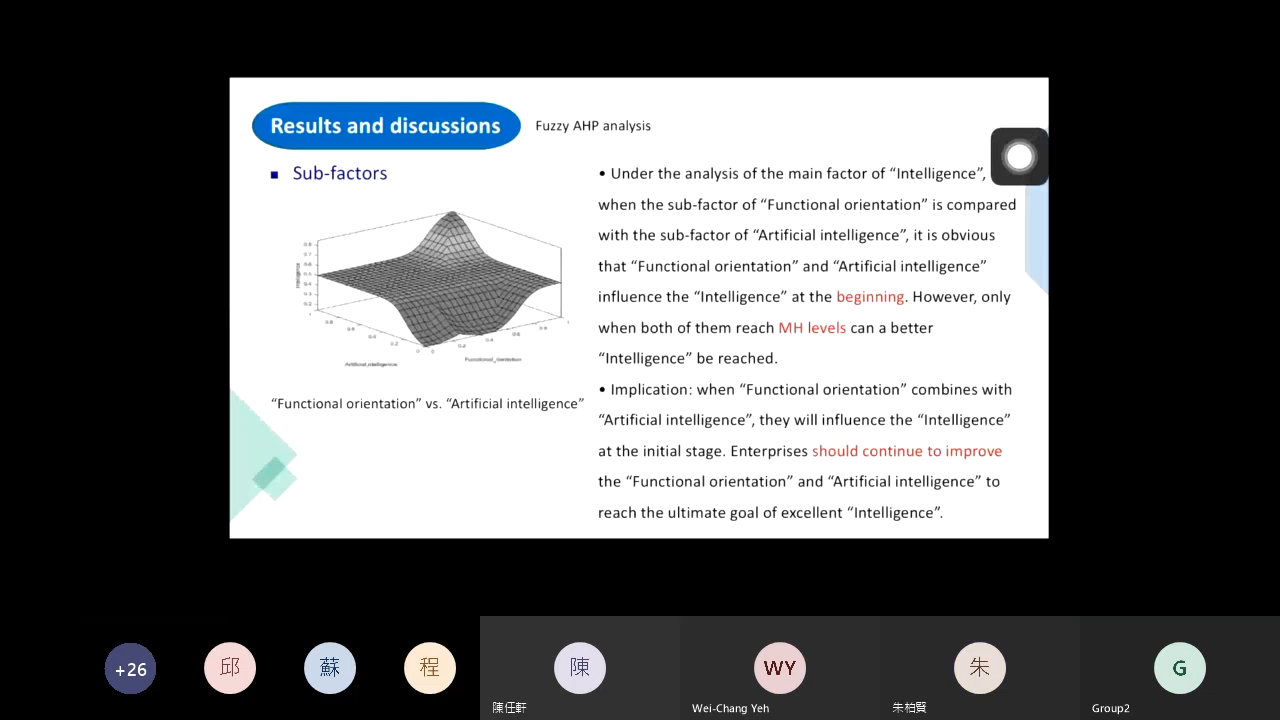 Results and discussions
Fuzzy AHP analysis
Sub-factors
“Functional orientation” vs. “Artificial intelligence”
• Under the analysis of the main factor of “Intelligence”,
when the sub-factor of “Functional orientation” is compared
with the sub-factor of “Artificial intelligence”, it is obvious
that “Functional orientation” and “Artificial intelligence”
influence the “Intelligence” at the beginning. However, only
when both of them reach MH levels can a better
“Intelligence” be reached.
• Implication: when “Functional orientation” combines with
“Artificial intelligence”, they will influence the “Intelligence”
at the initial stage. Enterprises should continue to improve
the “Functional orientation” and “Artificial intelligence” to
reach the ultimate goal of excellent “Intelligence”.
+26
邱
蘇
程
陳
WY
朱
G
陳任軒
Wei-Chang Yeh
朱柏賢
Group2